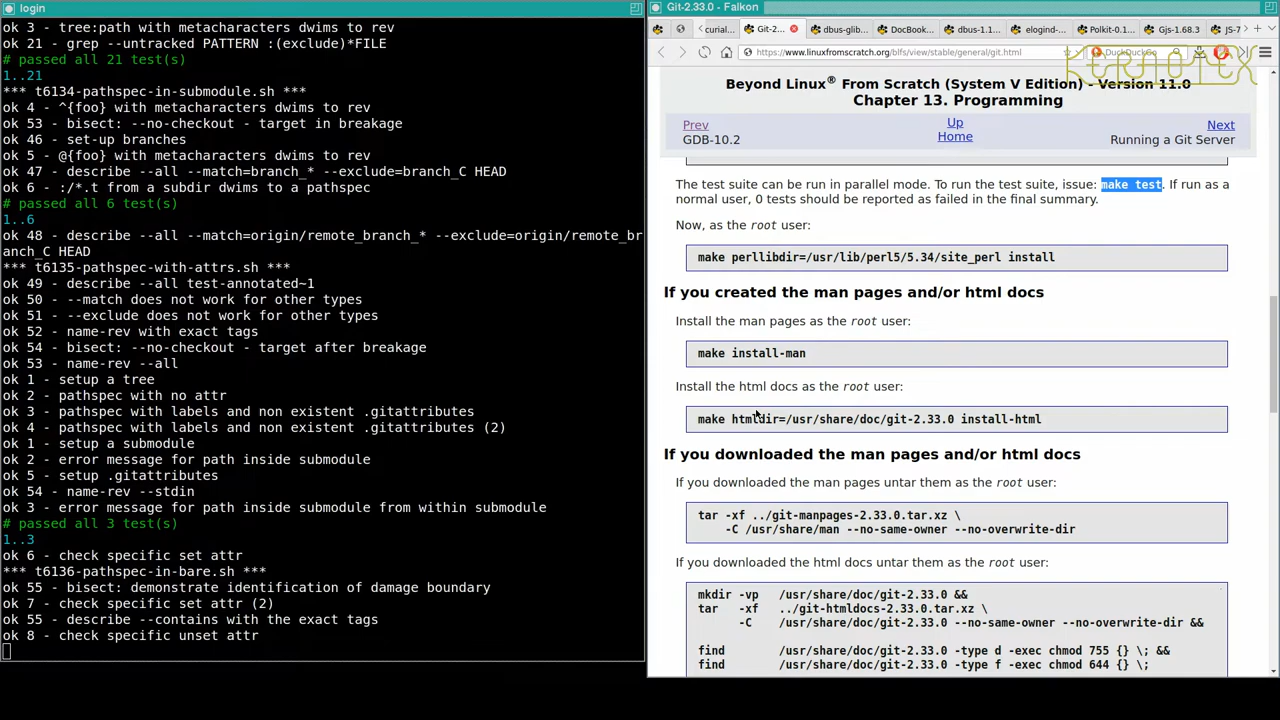 login
ok 3 - tree:path with metacharacters dwims to rev
ok 21 - grep --untracked PATTERN :(exclude)*FILE
# passed all 21 test(s)
1..21
*** t6134-pathspec-in-submodule.sh ***
ok 4 - ^{foo} with metacharacters dwims to rev
ok 53 - bisect: --no-checkout - target in breakage
ok 46 - set-up branches
ok 5 - @{foo} with metacharacters dwims to rev
ok 47 - describe --all --match=branch_* --exclude=branch_C HEAD
ok 6 - :/*.t from a subdir dwims to a pathspec
# passed all 6 test(s)
1..6
ok 48 - describe --all --match=origin/remote_branch_* --exclude=origin/remote_br
anch_C HEAD
*** t6135-pathspec-with-attrs.sh ***
ok 49 - describe --all test-annotated~1
ok 50 - --match does not work for other types
ok 51 - --exclude does not work for other types
ok 52 - name-rev with exact tags
ok 54 - bisect: --no-checkout - target after breakage
ok 53 - name-rev --all
ok 1 - setup a tree
ok 2 - pathspec with no attr
ok 3 - pathspec with labels and non existent .gitattributes
ok 4 - pathspec with labels and non existent .gitattributes (2)
ok 1 - setup a submodule
ok 2 - error message for path inside submodule
ok 5 - setup .gitattributes
ok 54 - name-rev --stdin
ok 3 - error message for path inside submodule from within submodule
# passed all 3 test(s)
1..3
ok 6 - check specific set attr
*** t6136-pathspec-in-bare.sh ***
ok 55 - bisect: demonstrate identification of damage boundary
ok 7 - check specific set attr (2)
ok 55 - describe --contains with the exact tags
ok 8 - check specific unset attr
Git-2.33.0 - Falkon
curial... Git-2... dbus-glib... DocBook... dbus-1.1... elogind-... Polkit-0.1... Gjs-1.68.3 JS-7
https://www.linuxfromscratch.org/blfs/view/stable/general/git.html DuckDuckGo
KERNOTEX
Beyond Linux® From Scratch (System V Edition) - Version 11.0
Chapter 13. Programming
Prev Up Next
GDB-10.2 Home Running a Git Server
The test suite can be run in parallel mode. To run the test suite, issue: make test. If run as a
normal user, 0 tests should be reported as failed in the final summary.
Now, as the root user:
make perllibdir=/usr/lib/perl5/5.34/site_perl install
If you created the man pages and/or html docs
Install the man pages as the root user:
make install-man
Install the html docs as the root user:
make htmldir=/usr/share/doc/git-2.33.0 install-html
If you downloaded the man pages and/or html docs
If you downloaded the man pages untar them as the root user:
tar -xf ../git-manpages-2.33.0.tar.xz \
-C /usr/share/man --no-same-owner --no-overwrite-dir
If you downloaded the html docs untar them as the root user:
mkdir -vp /usr/share/doc/git-2.33.0 &&
tar -xf ../git-htmldocs-2.33.0.tar.xz \
-C /usr/share/doc/git-2.33.0 --no-same-owner --no-overwrite-dir &&
find /usr/share/doc/git-2.33.0 -type d -exec chmod 755 {} \; &&
find /usr/share/doc/git-2.33.0 -type f -exec chmod 644 {} \;